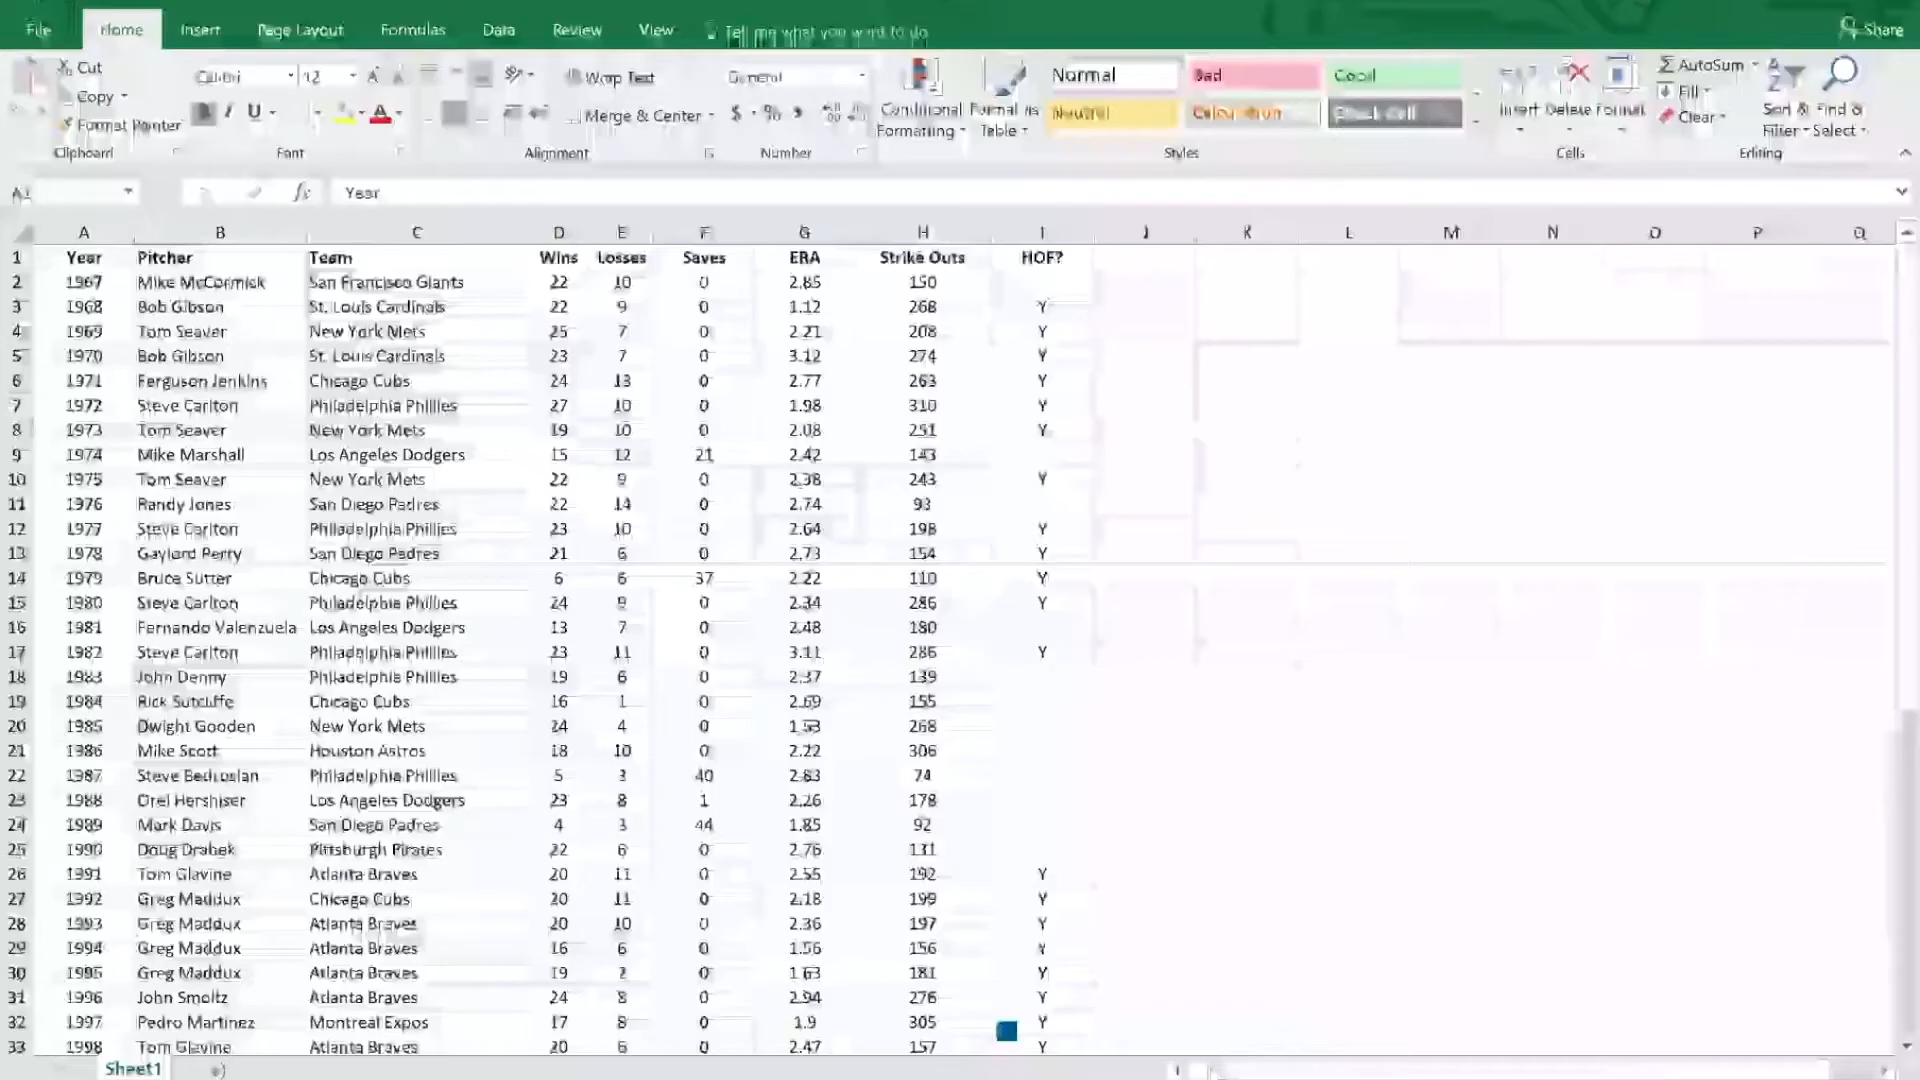 File Home Insert Page Layout Formulas Data Review View Tell me what you want to do Share
Cut
Copy
Format Painter
Clipboard
Calibri 12
U A
Font
Wrap Text
Merge & Center
Alignment
General
$ %
Number
Conditional Formatting
Format as Table
Normal Bad Good
Neutral Calculation Check Cell
Styles
Insert Delete Format
Cells
AutoSum
Fill
Clear
Sort & Filter
Find & Select
Editing
A1 fx Year
A B C D E F G H I J K L M N O P Q
1 Year Pitcher Team Wins Losses Saves ERA Strike Outs HOF?
2 1967 Mike McCormick San Francisco Giants 22 10 0 2.85 150
3 1968 Bob Gibson St. Louis Cardinals 22 9 0 1.12 268 Y
4 1969 Tom Seaver New York Mets 25 7 0 2.21 208 Y
5 1970 Bob Gibson St. Louis Cardinals 23 7 0 3.12 274 Y
6 1971 Ferguson Jenkins Chicago Cubs 24 13 0 2.77 263 Y
7 1972 Steve Carlton Philadelphia Phillies 27 10 0 1.98 310 Y
8 1973 Tom Seaver New York Mets 19 10 0 2.08 251 Y
9 1974 Mike Marshall Los Angeles Dodgers 15 12 21 2.42 143
10 1975 Tom Seaver New York Mets 22 9 0 2.38 243 Y
11 1976 Randy Jones San Diego Padres 22 14 0 2.74 93
12 1977 Steve Carlton Philadelphia Phillies 23 10 0 2.64 198 Y
13 1978 Gaylord Perry San Diego Padres 21 6 0 2.73 154 Y
14 1979 Bruce Sutter Chicago Cubs 6 6 37 2.22 110 Y
15 1980 Steve Carlton Philadelphia Phillies 24 9 0 2.34 286 Y
16 1981 Fernando Valenzuela Los Angeles Dodgers 13 7 0 2.48 180
17 1982 Steve Carlton Philadelphia Phillies 23 11 0 3.11 286 Y
18 1983 John Denny Philadelphia Phillies 19 6 0 2.37 139
19 1984 Rick Sutcliffe Chicago Cubs 16 1 0 2.69 155
20 1985 Dwight Gooden New York Mets 24 4 0 1.53 268
21 1986 Mike Scott Houston Astros 18 10 0 2.22 306
22 1987 Steve Bedrosian Philadelphia Phillies 5 3 40 2.83 74
23 1988 Orel Hershiser Los Angeles Dodgers 23 8 1 2.26 178
24 1989 Mark Davis San Diego Padres 4 3 44 1.85 92
25 1990 Doug Drabek Pittsburgh Pirates 22 6 0 2.76 131
26 1991 Tom Glavine Atlanta Braves 20 11 0 2.55 192 Y
27 1992 Greg Maddux Chicago Cubs 20 11 0 2.18 199 Y
28 1993 Greg Maddux Atlanta Braves 20 10 0 2.36 197 Y
29 1994 Greg Maddux Atlanta Braves 16 6 0 1.56 156 Y
30 1995 Greg Maddux Atlanta Braves 19 2 0 1.63 181 Y
31 1996 John Smoltz Atlanta Braves 24 8 0 2.94 276 Y
32 1997 Pedro Martinez Montreal Expos 17 8 0 1.9 305 Y
33 1998 Tom Glavine Atlanta Braves 20 6 0 2.47 157 Y
Sheet1